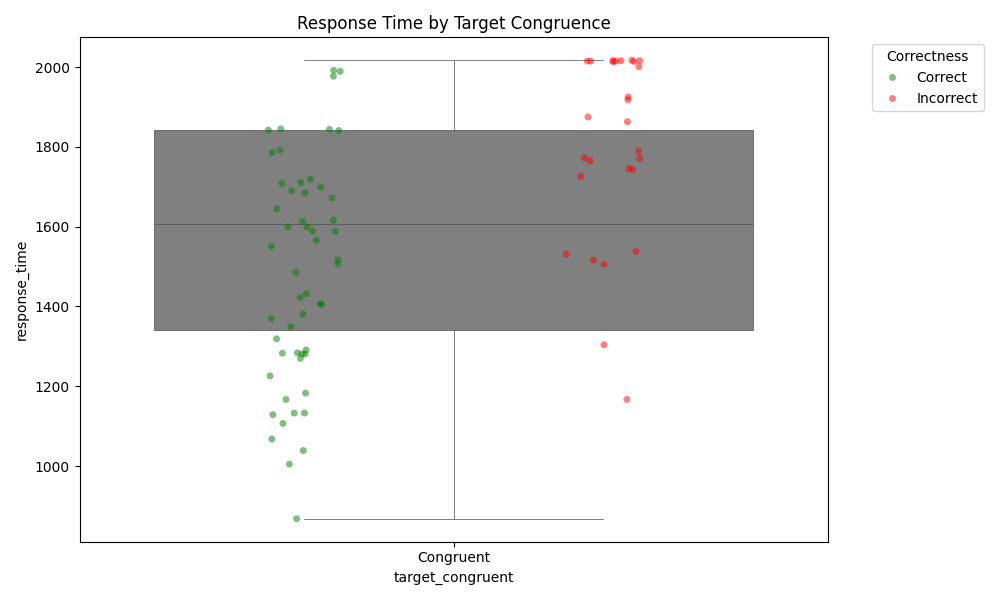 Response Time by Target Congruence
Correctness
Correct
Incorrect
response_time
2000
1800
1600
1400
1200
1000
Congruent
target_congruent